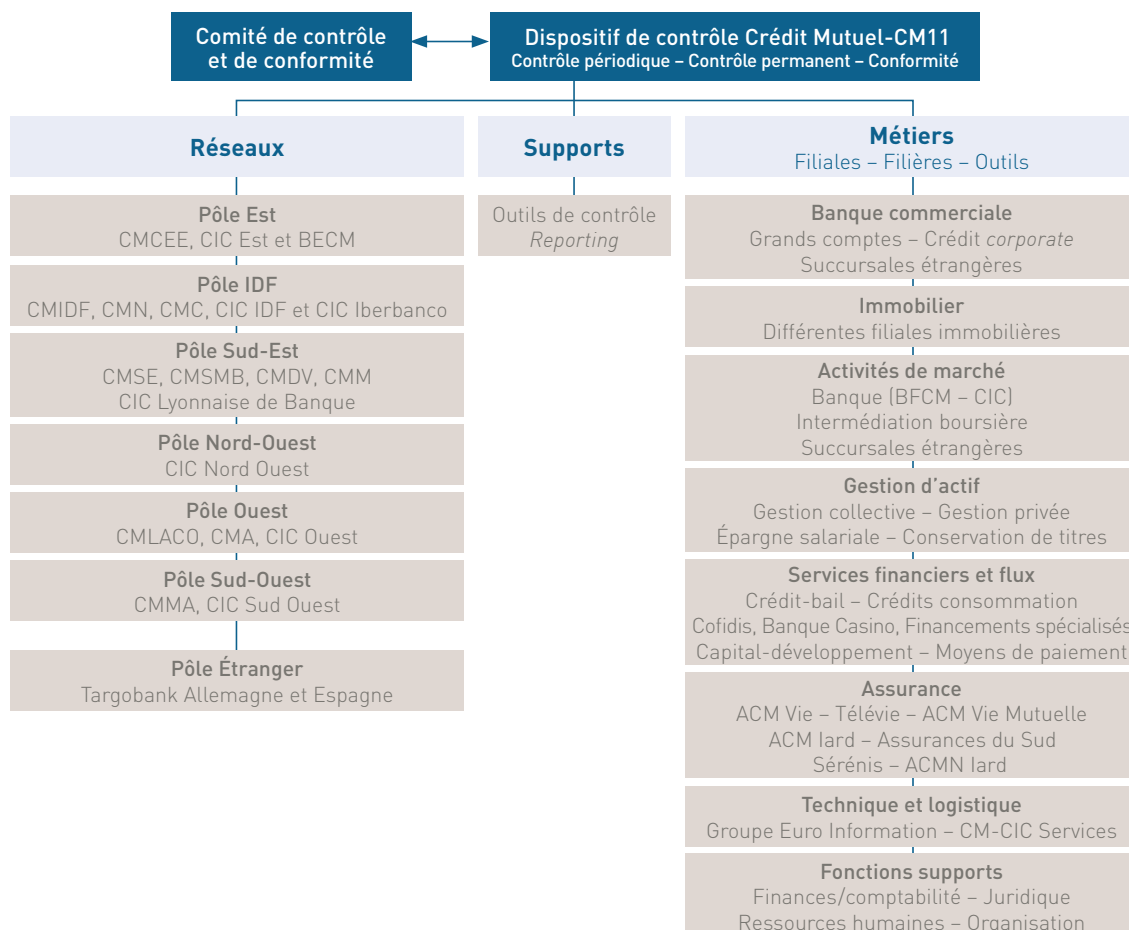 Comité de contrôle
et de conformité
Dispositif de contrôle Crédit Mutuel-CM11
Contrôle périodique – Contrôle permanent – Conformité
Réseaux
Pôle Est
CMCEE, CIC Est et BECM
Pôle IDF
CMIDF, CMN, CMC, CIC IDF et CIC Iberbanco
Pôle Sud-Est
CMSE, CMSMB, CMDV, CMM
CIC Lyonnaise de Banque
Pôle Nord-Ouest
CIC Nord Ouest
Pôle Ouest
CMLACO, CMA, CIC Ouest
Pôle Sud-Ouest
CMMA, CIC Sud Ouest
Pôle Étranger
Targobank Allemagne et Espagne
Supports
Outils de contrôle
Reporting
Métiers
Filiales – Filières – Outils
Banque commerciale
Grands comptes – Crédit corporate
Succursales étrangères
Immobilier
Différentes filiales immobilières
Activités de marché
Banque (BFCM – CIC)
Intermédiation boursière
Succursales étrangères
Gestion d’actif
Gestion collective – Gestion privée
Épargne salariale – Conservation de titres
Services financiers et flux
Crédit-bail – Crédits consommation
Cofidis, Banque Casino, Financements spécialisés
Capital-développement – Moyens de paiement
Assurance
ACM Vie – Télévie – ACM Vie Mutuelle
ACM Iard – Assurances du Sud
Sérénis – ACMN Iard
Technique et logistique
Groupe Euro Information – CM-CIC Services
Fonctions supports
Finances/comptabilité – Juridique
Ressources humaines – Organisation